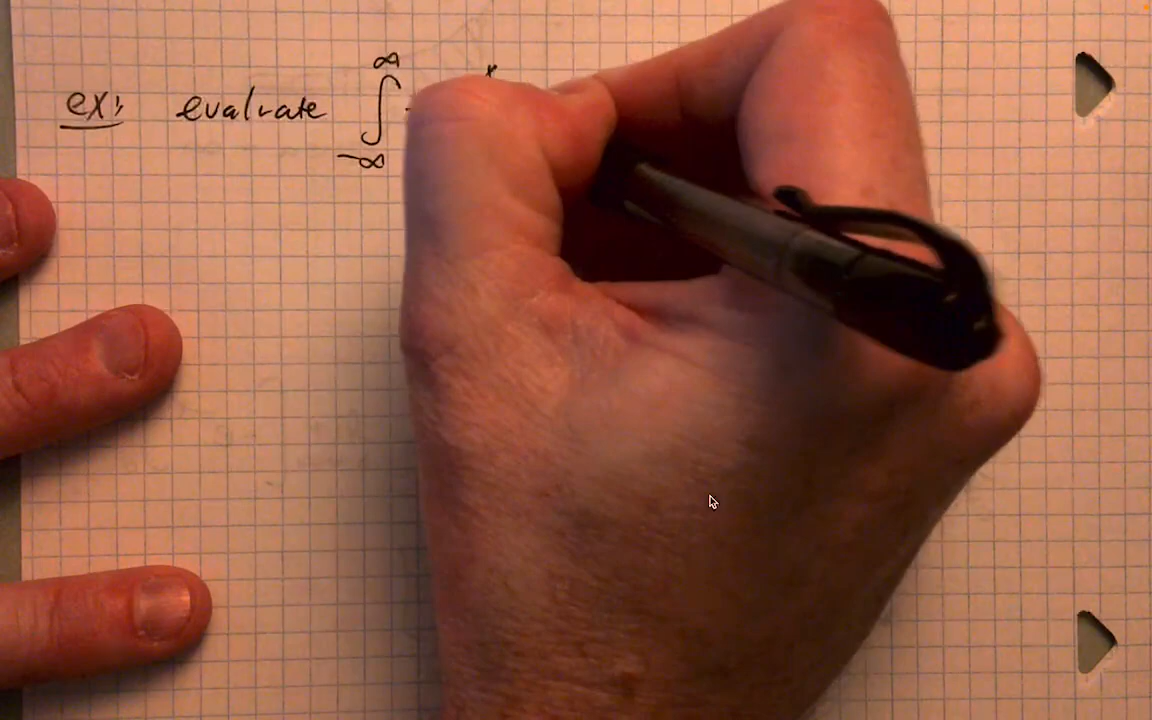 ex: evaluate ∫_{-∞}^{∞} x